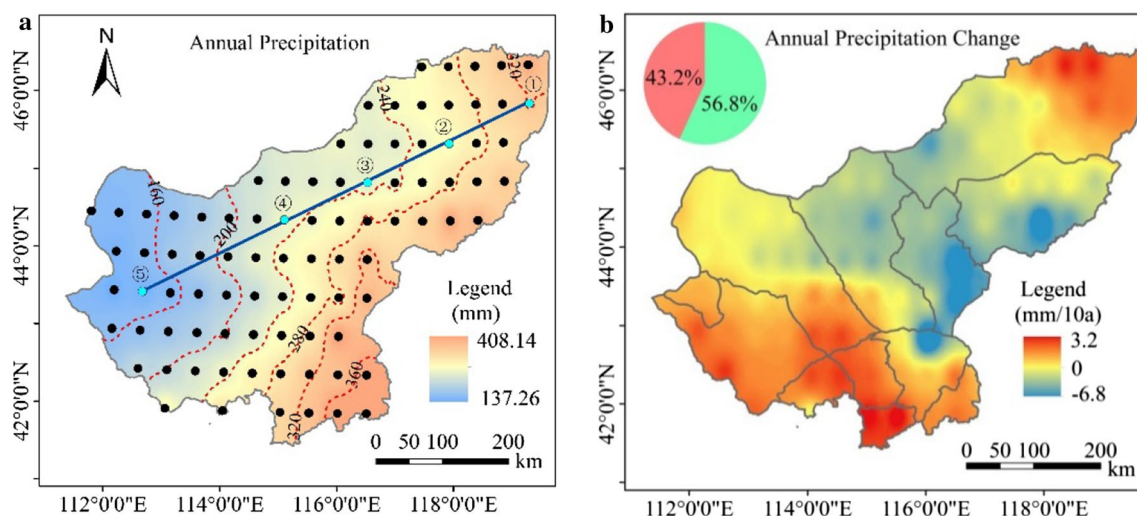 a
N
Annual Precipitation
320
①
240
②
③
160
④
200
⑤
280
360
320
Legend
(mm)
408.14
137.26
0 50 100 200
km
46°0'0"N
44°0'0"N
42°0'0"N
112°0'0"E 114°0'0"E 116°0'0"E 118°0'0"E
b
Annual Precipitation Change
43.2%
56.8%
Legend
(mm/10a)
3.2
0
-6.8
0 50 100 200
km
46°0'0"N
44°0'0"N
42°0'0"N
112°0'0"E 114°0'0"E 116°0'0"E 118°0'0"E